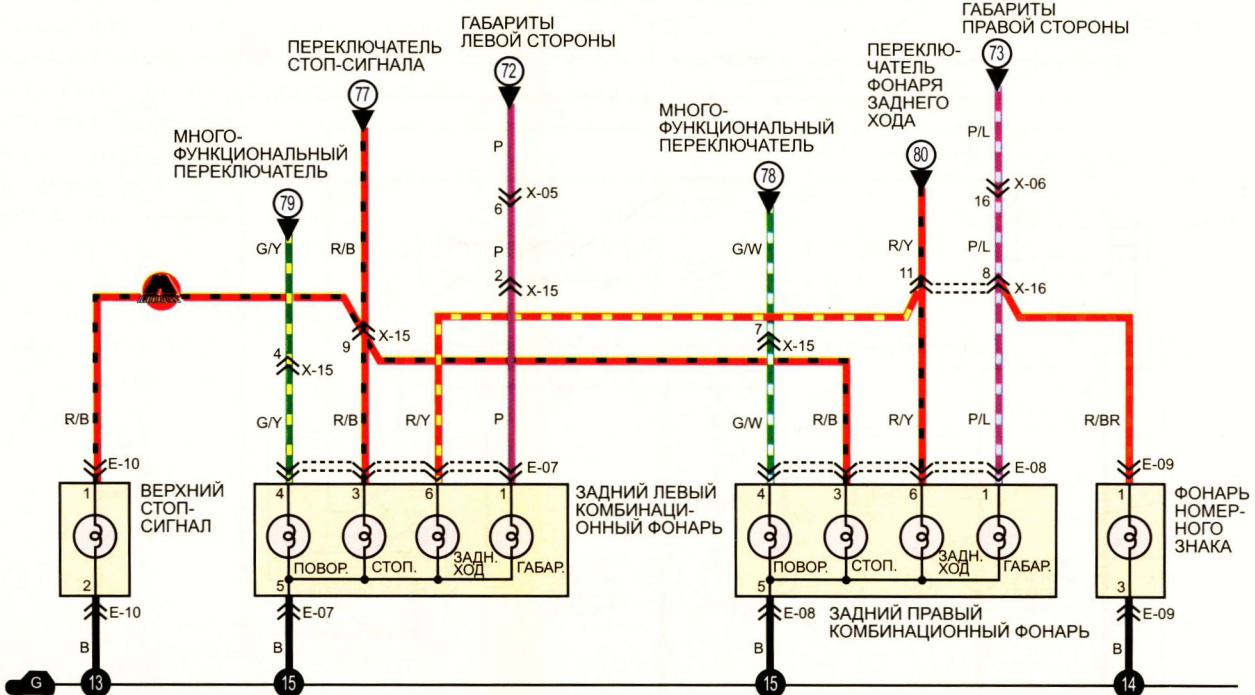 ГАБАРИТЫ
ПРАВОЙ СТОРОНЫ
73
ГАБАРИТЫ
ЛЕВОЙ СТОРОНЫ
72
ПЕРЕКЛЮЧАТЕЛЬ
СТОП-СИГНАЛА
77
ПЕРЕКЛЮ-
ЧАТЕЛЬ
ФОНАРЯ
ЗАДНЕГО
ХОДА
80
МНОГО-
ФУНКЦИОНАЛЬНЫЙ
ПЕРЕКЛЮЧАТЕЛЬ
79
МНОГО-
ФУНКЦИОНАЛЬНЫЙ
ПЕРЕКЛЮЧАТЕЛЬ
78
P
P/L
X-05
6
X-06
16
G/Y
R/B
P
G/W
R/Y
P/L
2
X-15
11
8
X-16
9
X-15
7
X-15
4
X-15
R/B
G/Y
R/B
R/Y
P
G/W
R/B
R/Y
P/L
R/BR
E-10
E-07
E-08
E-09
1
ВЕРХНИЙ
СТОП-
СИГНАЛ
2
4
3
6
1
ПОВОР.
СТОП.
ЗАДН.
ХОД
ГАБАР.
5
ЗАДНИЙ ЛЕВЫЙ
КОМБИНАЦИ-
ОННЫЙ ФОНАРЬ
4
3
6
1
ПОВОР.
СТОП.
ЗАДН.
ХОД
ГАБАР.
5
1
ФОНАРЬ
НОМЕР-
НОГО
ЗНАКА
3
E-10
E-07
E-08
ЗАДНИЙ ПРАВЫЙ
КОМБИНАЦИОННЫЙ ФОНАРЬ
E-09
B
B
B
B
G
13
15
15
14